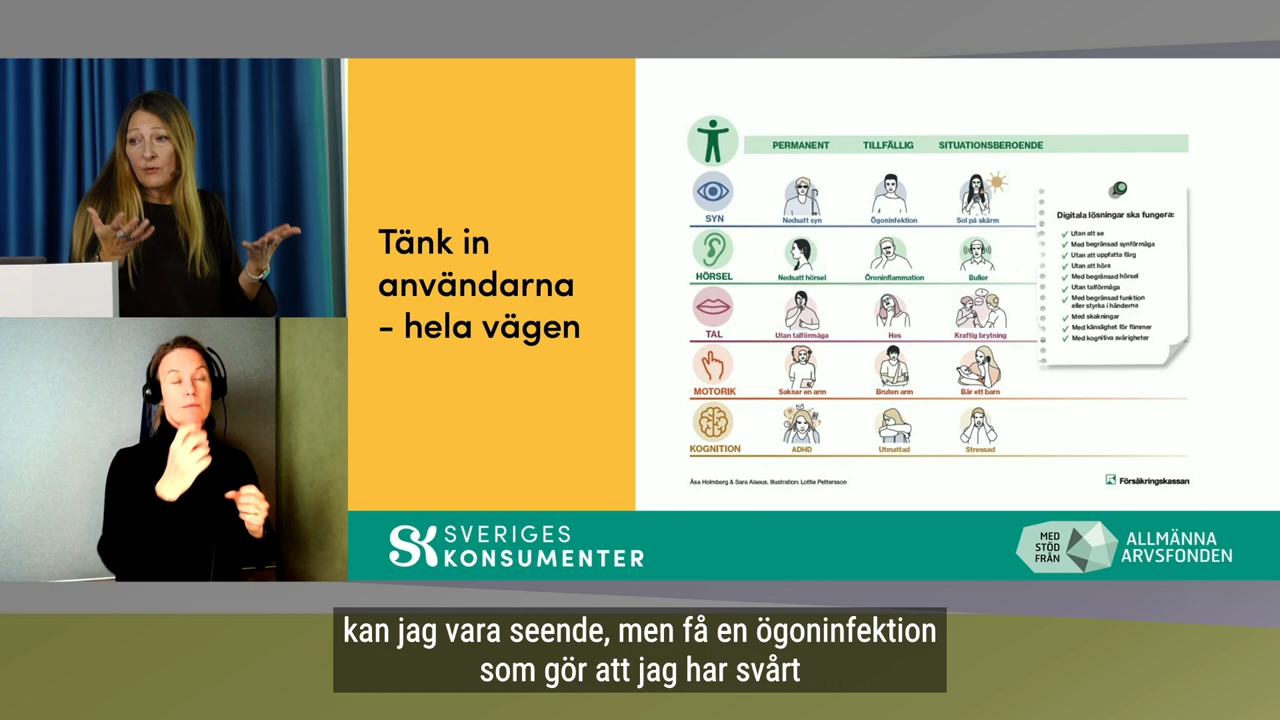 Tänk in
användarna
- hela vägen
PERMANENT TILLFÄLLIG SITUATIONSBEROENDE
SYN
Nedsatt syn Ögoninfektion Sol på skärm
HÖRSEL
Nedsatt hörsel Öroninflammation Buller
TAL
Utan talförmåga Hes Kraftig brytning
MOTORIK
Saknar en arm Bruten arm Bär ett barn
KOGNITION
ADHD Utmattad Stressad
Digitala lösningar ska fungera:
Utan att se
Med begränsad synförmåga
Utan att uppfatta färg
Utan att höra
Med begränsad hörsel
Utan talförmåga
Med begränsad funktion
eller styrka i händerna
Med skakningar
Med känslighet för flimmer
Med kognitiva svårigheter
Åsa Holmberg & Sara Alaeus. Illustration: Lottie Pettersson
Försäkringskassan
SK SVERIGES
KONSUMENTER
MED
STÖD
FRÅN
ALLMÄNNA
ARVSFONDEN
kan jag vara seende, men få en ögoninfektion
som gör att jag har svårt